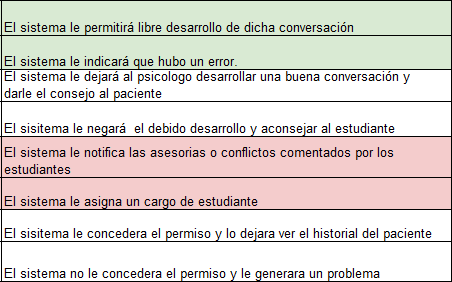 El sistema le permitirá libre desarrollo de dicha conversación
El sistema le indicará que hubo un error.
El sistema le dejará al psicologo desarrollar una buena conversación y
darle el consejo al paciente
El sisitema le negará  el debido desarrollo y aconsejar al estudiante
El sistema le notifica las asesorias o conflictos comentados por los
estudiantes
El sistema le asigna un cargo de estudiante
El sisitema le concedera el permiso y lo dejara ver el historial del paciente
El sistema no le concedera el permiso y le generara un problema